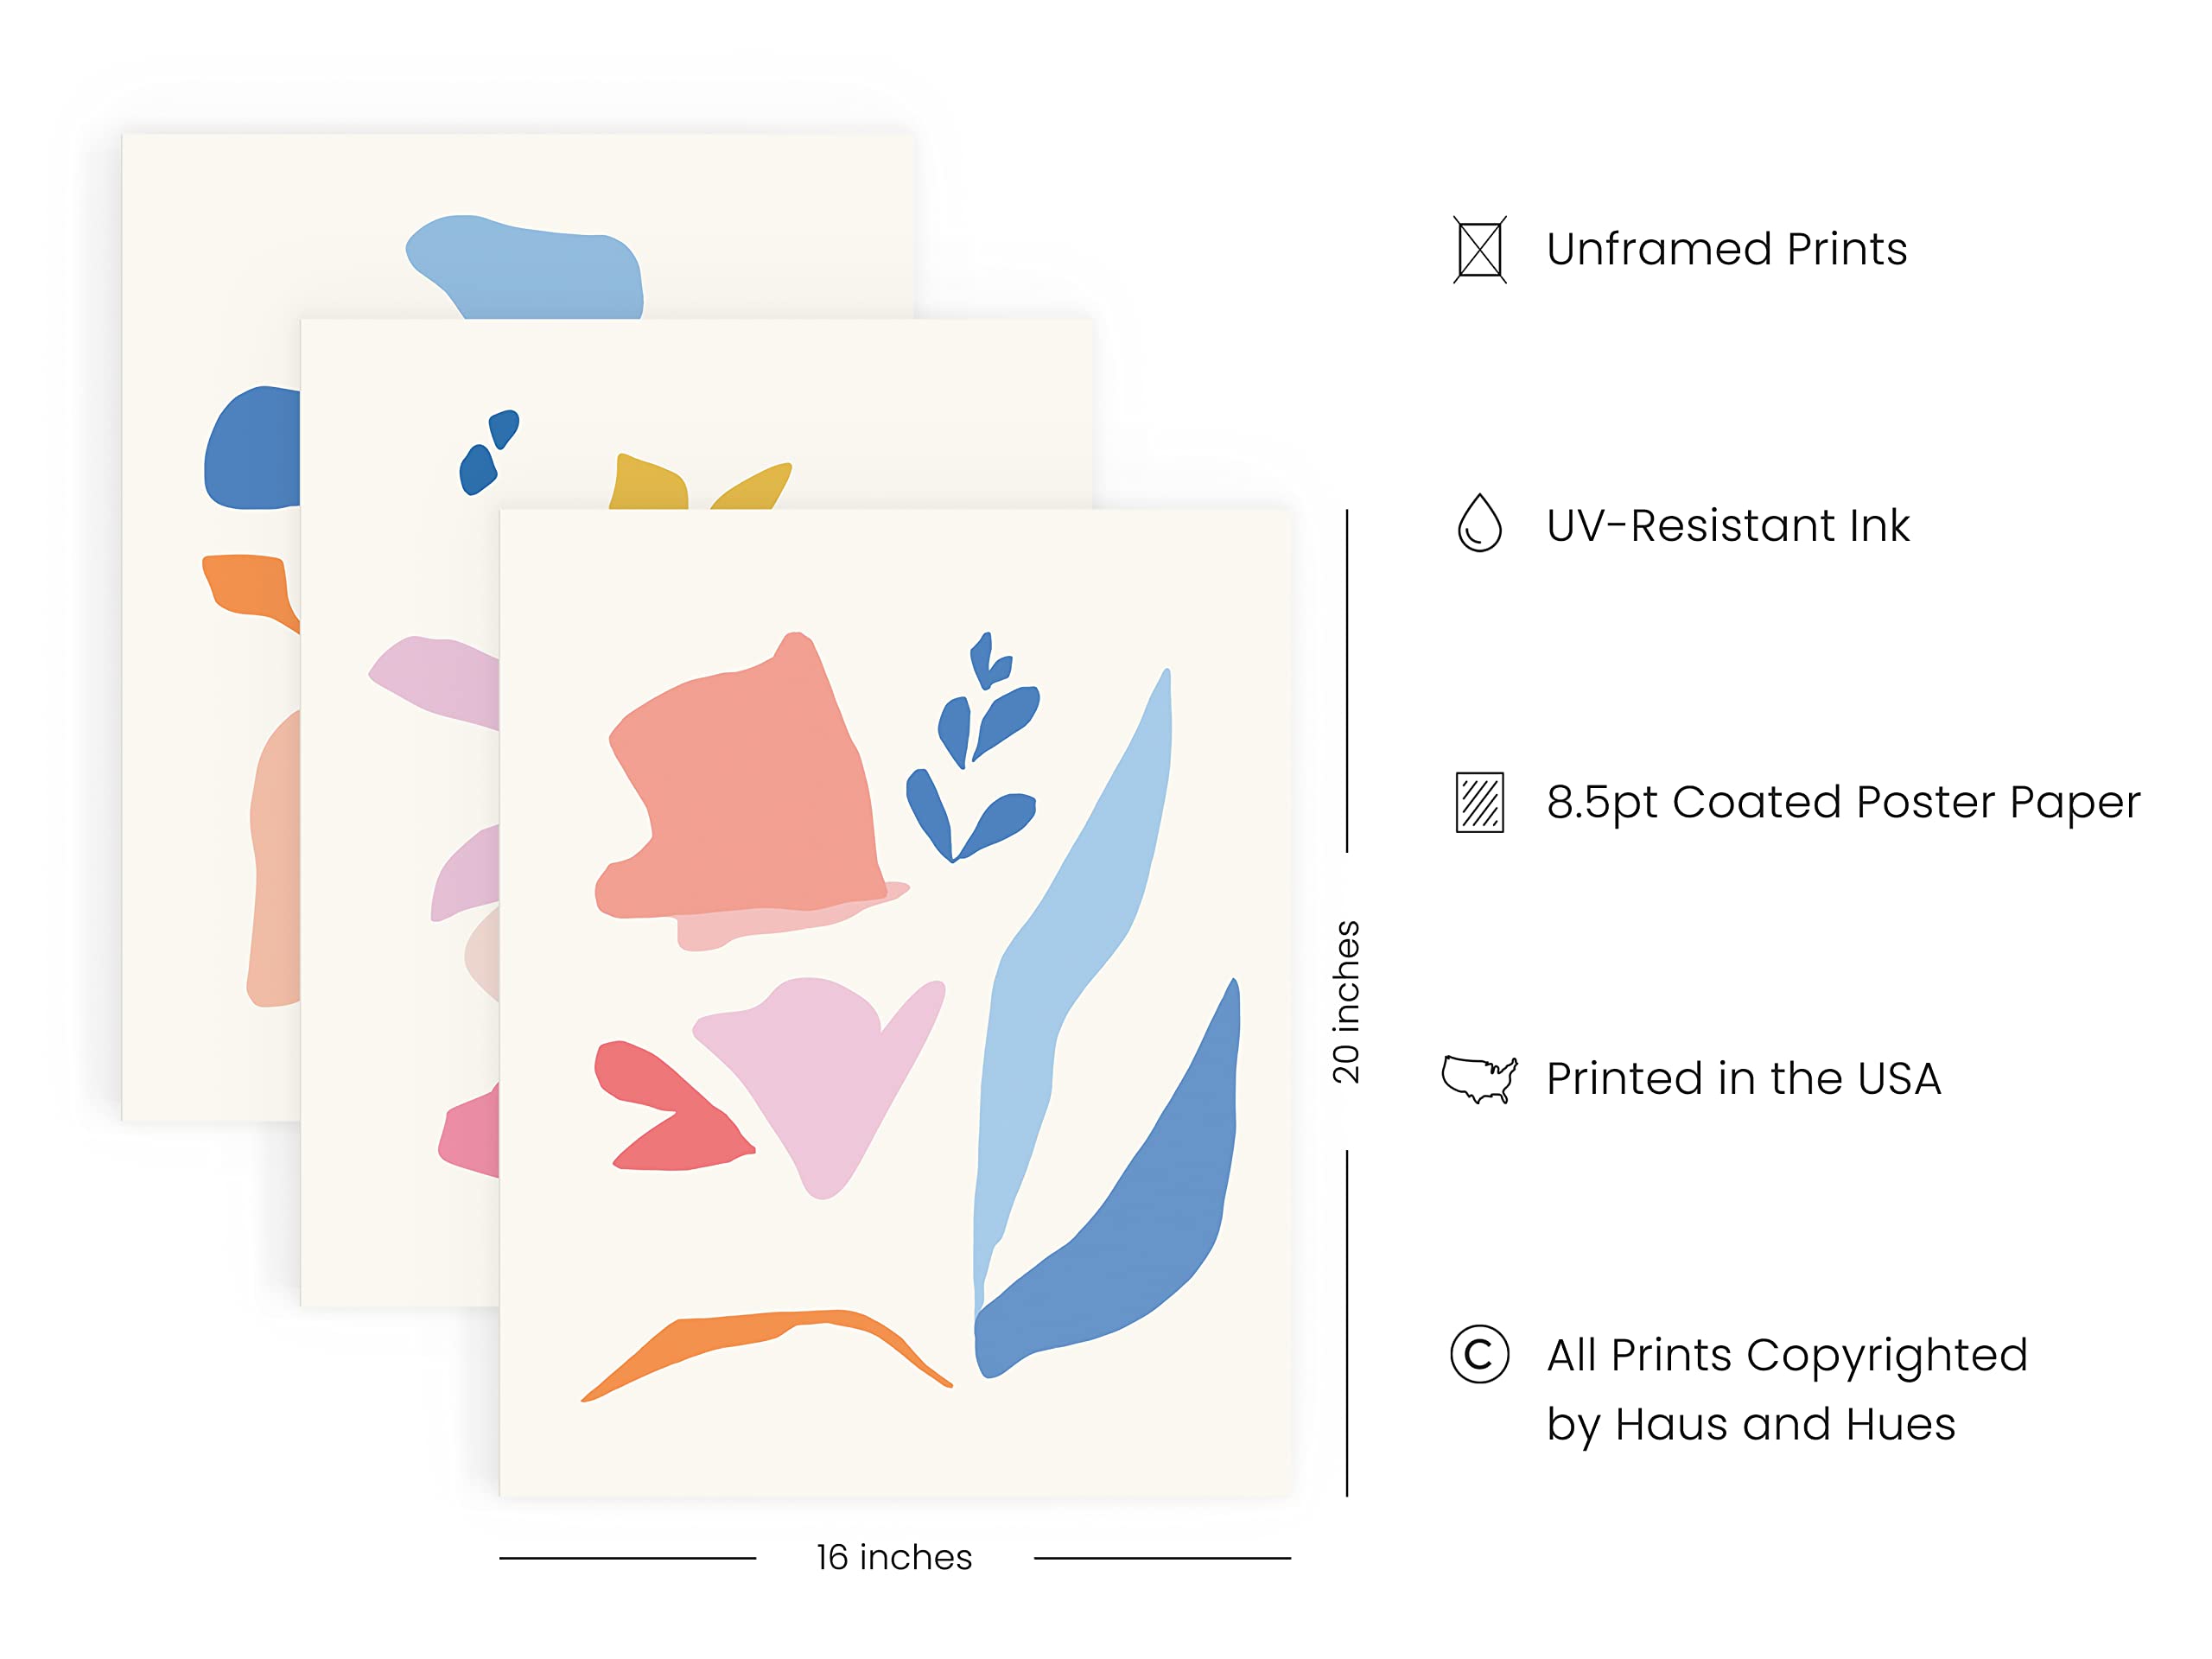 Unframed Prints
UV-Resistant Ink
8.5pt Coated Poster Paper
Printed in the USA
© All Prints Copyrighted
by Haus and Hues
20 inches
16 inches